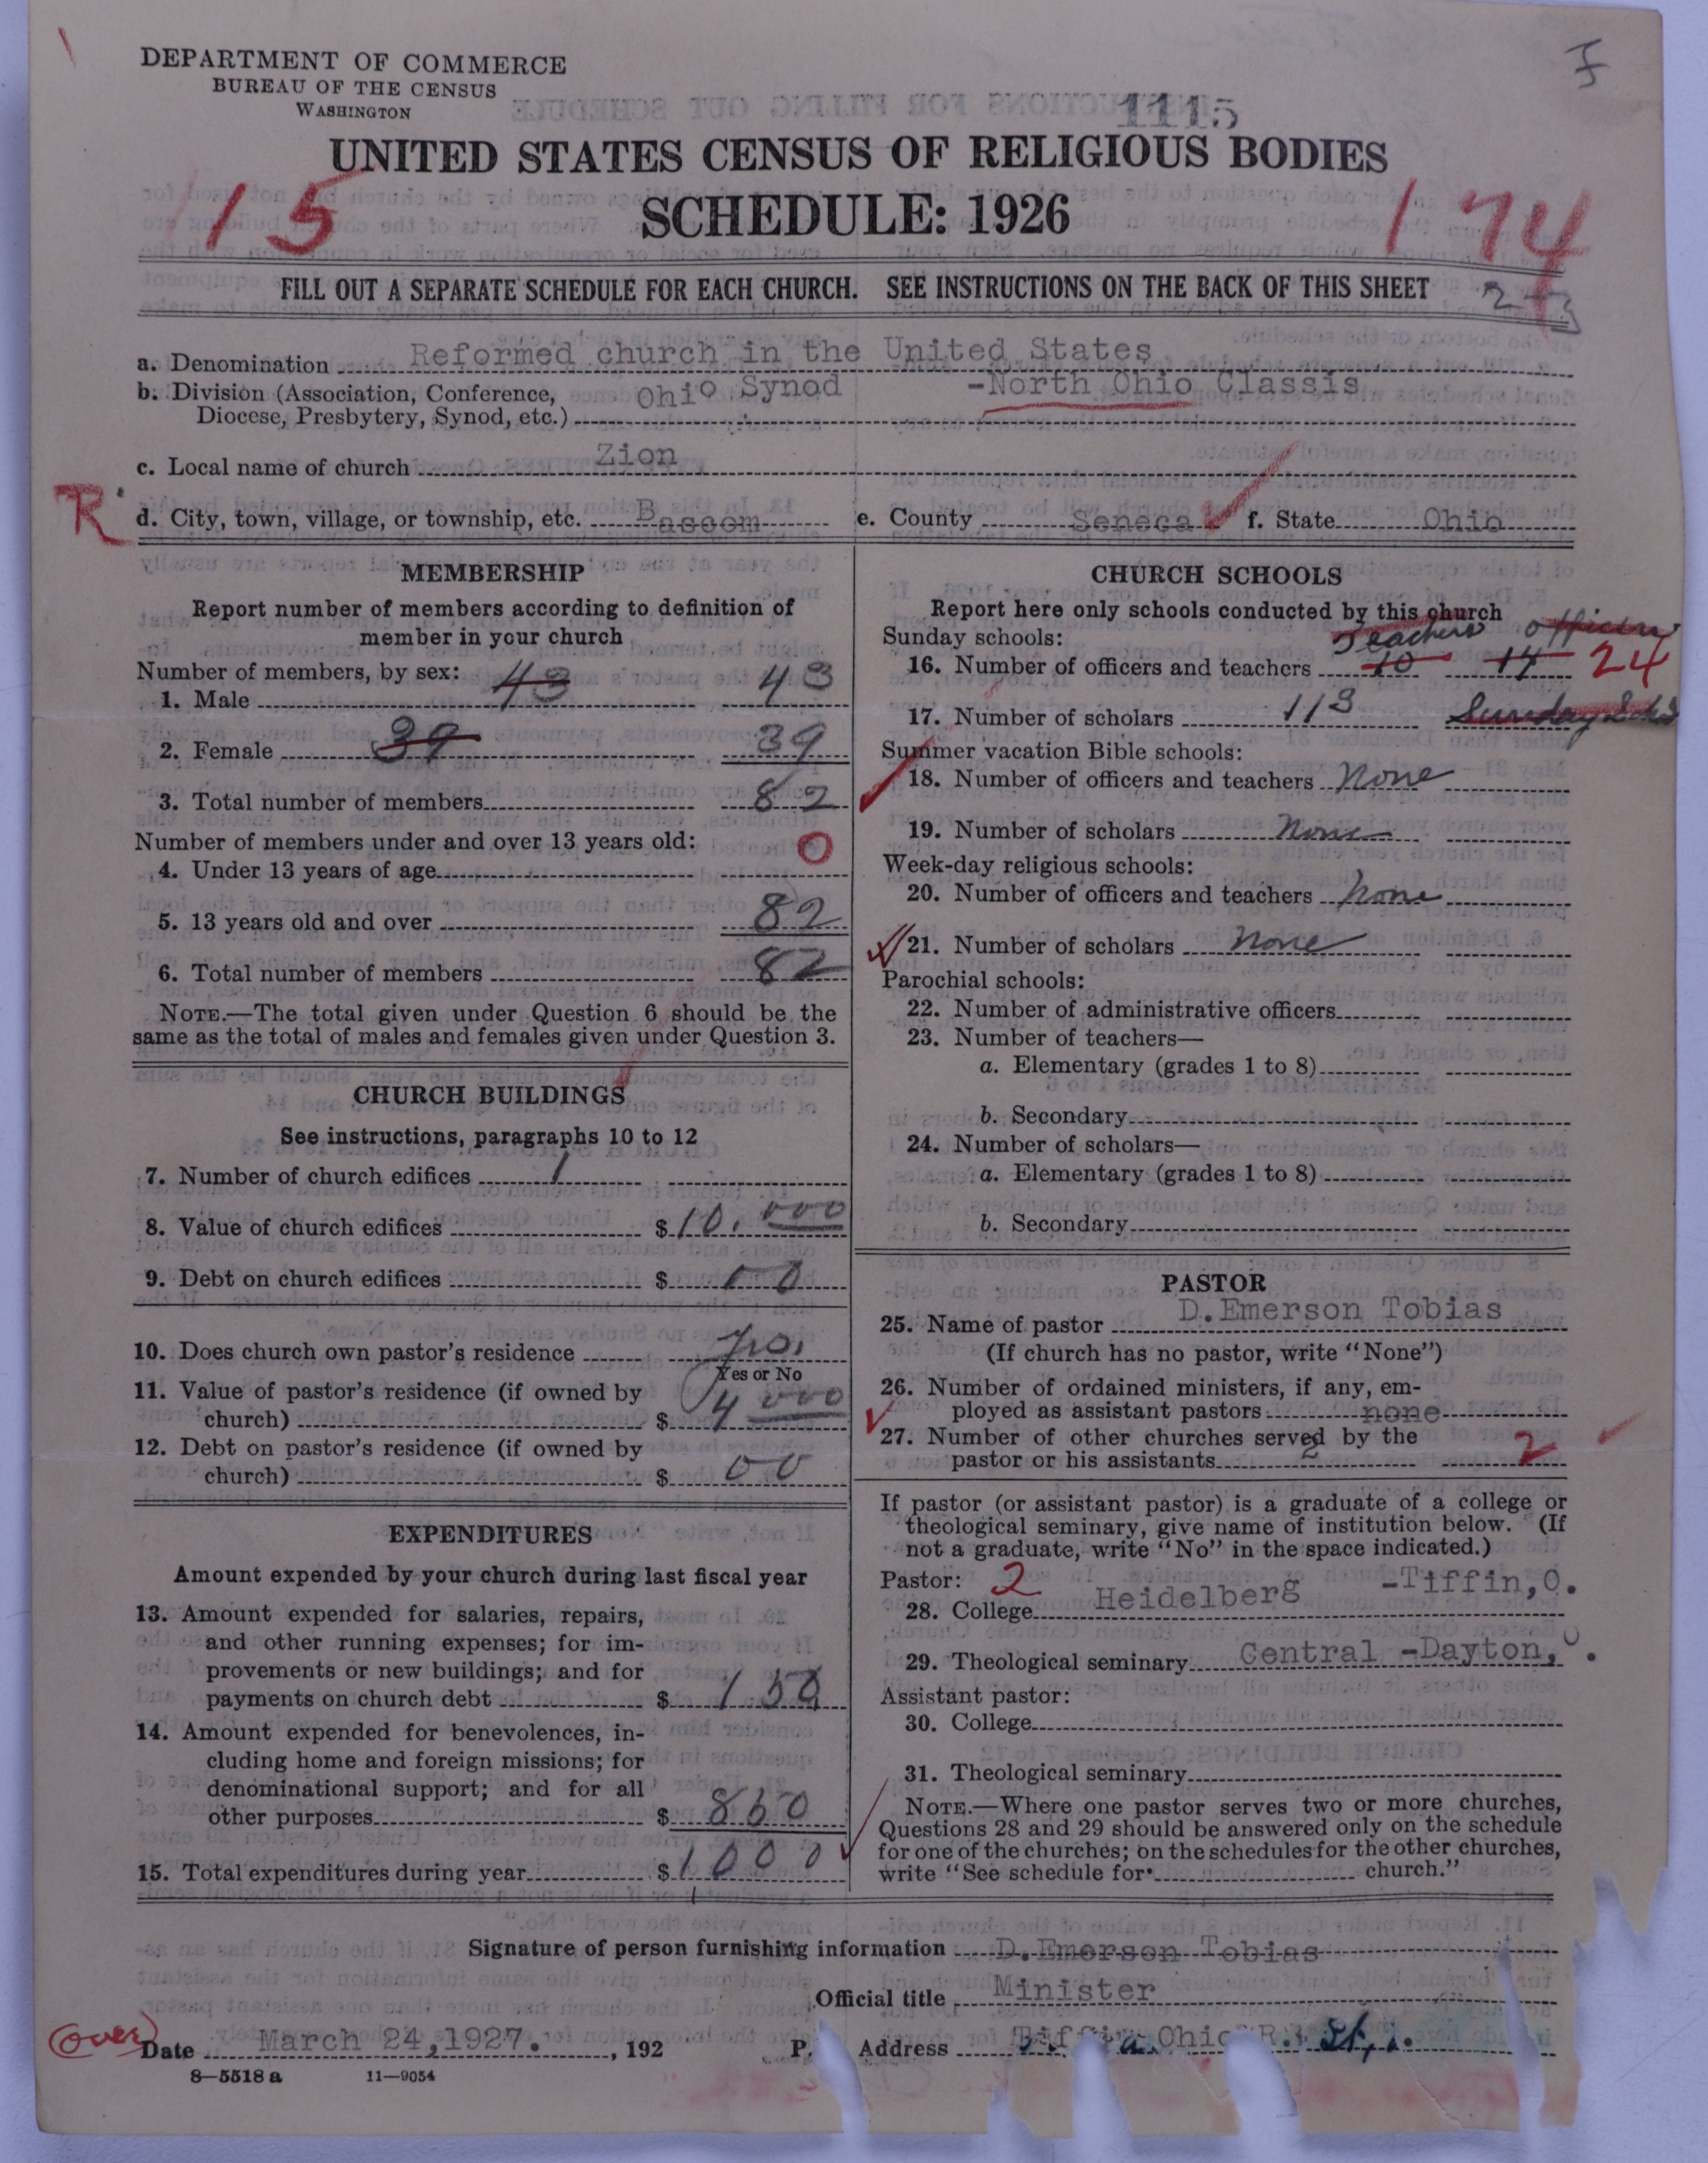 DEPARTMENT OF COMMERCE
BUREAU OF THE CENSUS
WASHINGTON
1115
UNITED STATES CENSUS OF RELIGIOUS BODIES
SCHEDULE: 1926
15
174
FILL OUT A SEPARATE SCHEDULE FOR EACH CHURCH. SEE INSTRUCTIONS ON THE BACK OF THIS SHEET
a. Denomination Reformed church in the United States
b. Division (Association, Conference, Ohio Synod -North Ohio Classis
Diocese, Presbytery, Synod, etc.)
c. Local name of church Zion
R
d. City, town, village, or township, etc. Bascom e. County Seneca f. State Ohio
MEMBERSHIP
Report number of members according to definition of
member in your church
Number of members, by sex:
1. Male 43 43
2. Female 39 39
3. Total number of members 82
Number of members under and over 13 years old:
4. Under 13 years of age 0
5. 13 years old and over 82
6. Total number of members 82
NOTE.—The total given under Question 6 should be the
same as the total of males and females given under Question 3.
CHURCH BUILDINGS
See instructions, paragraphs 10 to 12
7. Number of church edifices 1
8. Value of church edifices $10,000
9. Debt on church edifices $ 00
10. Does church own pastor's residence
Yes or No
11. Value of pastor's residence (if owned by
church) $ 4000
12. Debt on pastor's residence (if owned by
church) $ 00
EXPENDITURES
Amount expended by your church during last fiscal year
13. Amount expended for salaries, repairs,
and other running expenses; for im-
provements or new buildings; and for
payments on church debt $ 150
14. Amount expended for benevolences, in-
cluding home and foreign missions; for
denominational support; and for all
other purposes $ 850
15. Total expenditures during year $1000
CHURCH SCHOOLS
Report here only schools conducted by this church
Sunday schools: Teachers officers
16. Number of officers and teachers 10 14 24
17. Number of scholars 113 Sunday
Summer vacation Bible schools:
18. Number of officers and teachers None
19. Number of scholars None
Week-day religious schools:
20. Number of officers and teachers None
21. Number of scholars None
Parochial schools:
22. Number of administrative officers
23. Number of teachers—
a. Elementary (grades 1 to 8)
b. Secondary
24. Number of scholars—
a. Elementary (grades 1 to 8)
b. Secondary
PASTOR
25. Name of pastor D.Emerson Tobias
(If church has no pastor, write "None")
26. Number of ordained ministers, if any, em-
ployed as assistant pastors none
27. Number of other churches served by the
pastor or his assistants 2 2
If pastor (or assistant pastor) is a graduate of a college or
theological seminary, give name of institution below. (If
not a graduate, write "No" in the space indicated.)
Pastor: 2
28. College Heidelberg -Tiffin,O.
29. Theological seminary Central -Dayton, O.
Assistant pastor:
30. College
31. Theological seminary
NOTE.—Where one pastor serves two or more churches,
Questions 28 and 29 should be answered only on the schedule
for one of the churches; on the schedules for the other churches,
write "See schedule for church."
Signature of person furnishing information D.Emerson Tobias
Official title Minister
(over) Date March 24,1927. , 192
P. Address Tiffin Ohio R.
8—5518 a 11—9054